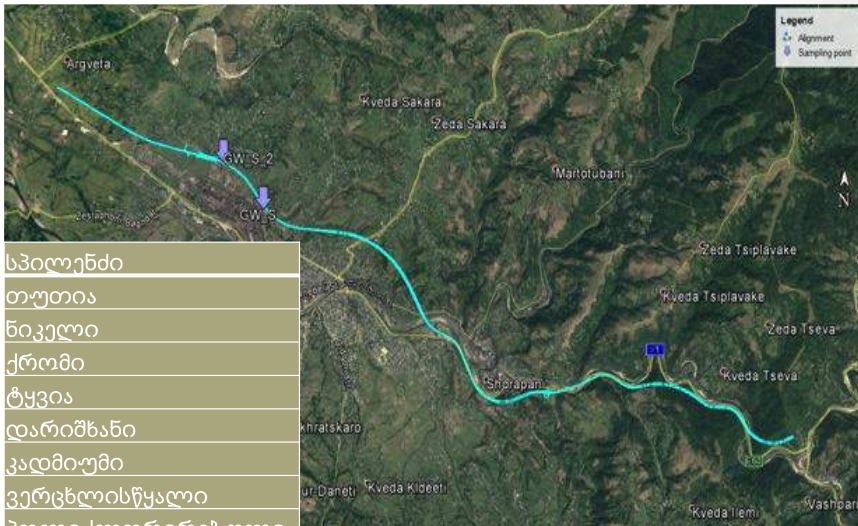 Legend
Alignment
Sampling point
Argveta
Kveda Sakara
Zeda Sakara
GW_S_2
Martotubani
N
GW_S
Zeda Tsiplavake
სპილენძი
თუთია
Kveda Tsiplavake
ნიკელი
Zeda Tseva
ქრომი
Kveda Tseva
Shorapani
ტყვია
დარიშხანი
კადმიუმი
Kveda Kldeeti
ვერცხლისწყალი
Kveda Ilemi